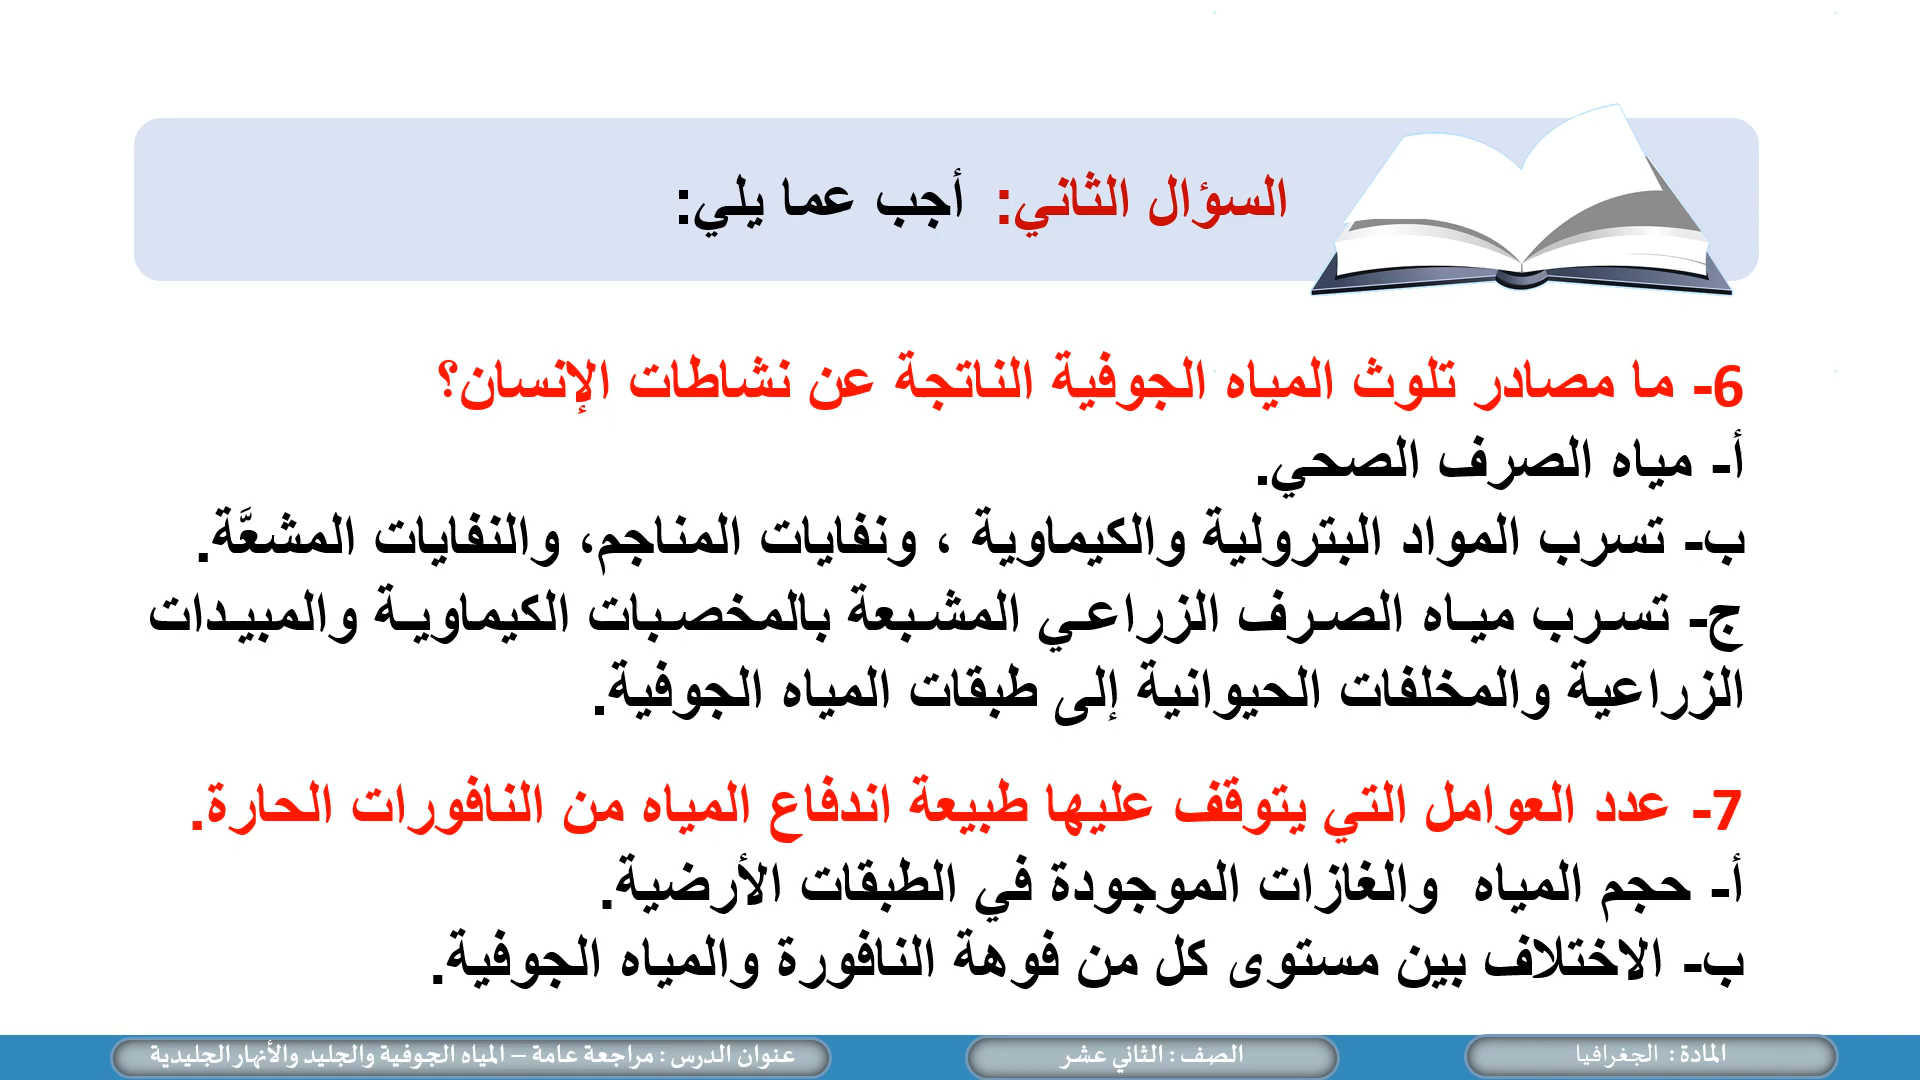 السؤال الثاني: أجب عما يلي:
6- ما مصادر تلوث المياه الجوفية الناتجة عن نشاطات الإنسان؟
أ- مياه الصرف الصحي.
ب- تسرب المواد البترولية والكيماوية ، ونفايات المناجم، والنفايات المشعَّة.
ج- تسرب مياه الصرف الزراعي المشبعة بالمخصبات الكيماوية والمبيدات
الزراعية والمخلفات الحيوانية إلى طبقات المياه الجوفية.
7- عدد العوامل التي يتوقف عليها طبيعة اندفاع المياه من النافورات الحارة.
أ- حجم المياه والغازات الموجودة في الطبقات الأرضية.
ب- الاختلاف بين مستوى كل من فوهة النافورة والمياه الجوفية.
المادة : الجغرافيا
الصف : الثاني عشر
عنوان الدرس : مراجعة عامة – المياه الجوفية والجليد والأنهار الجليدية